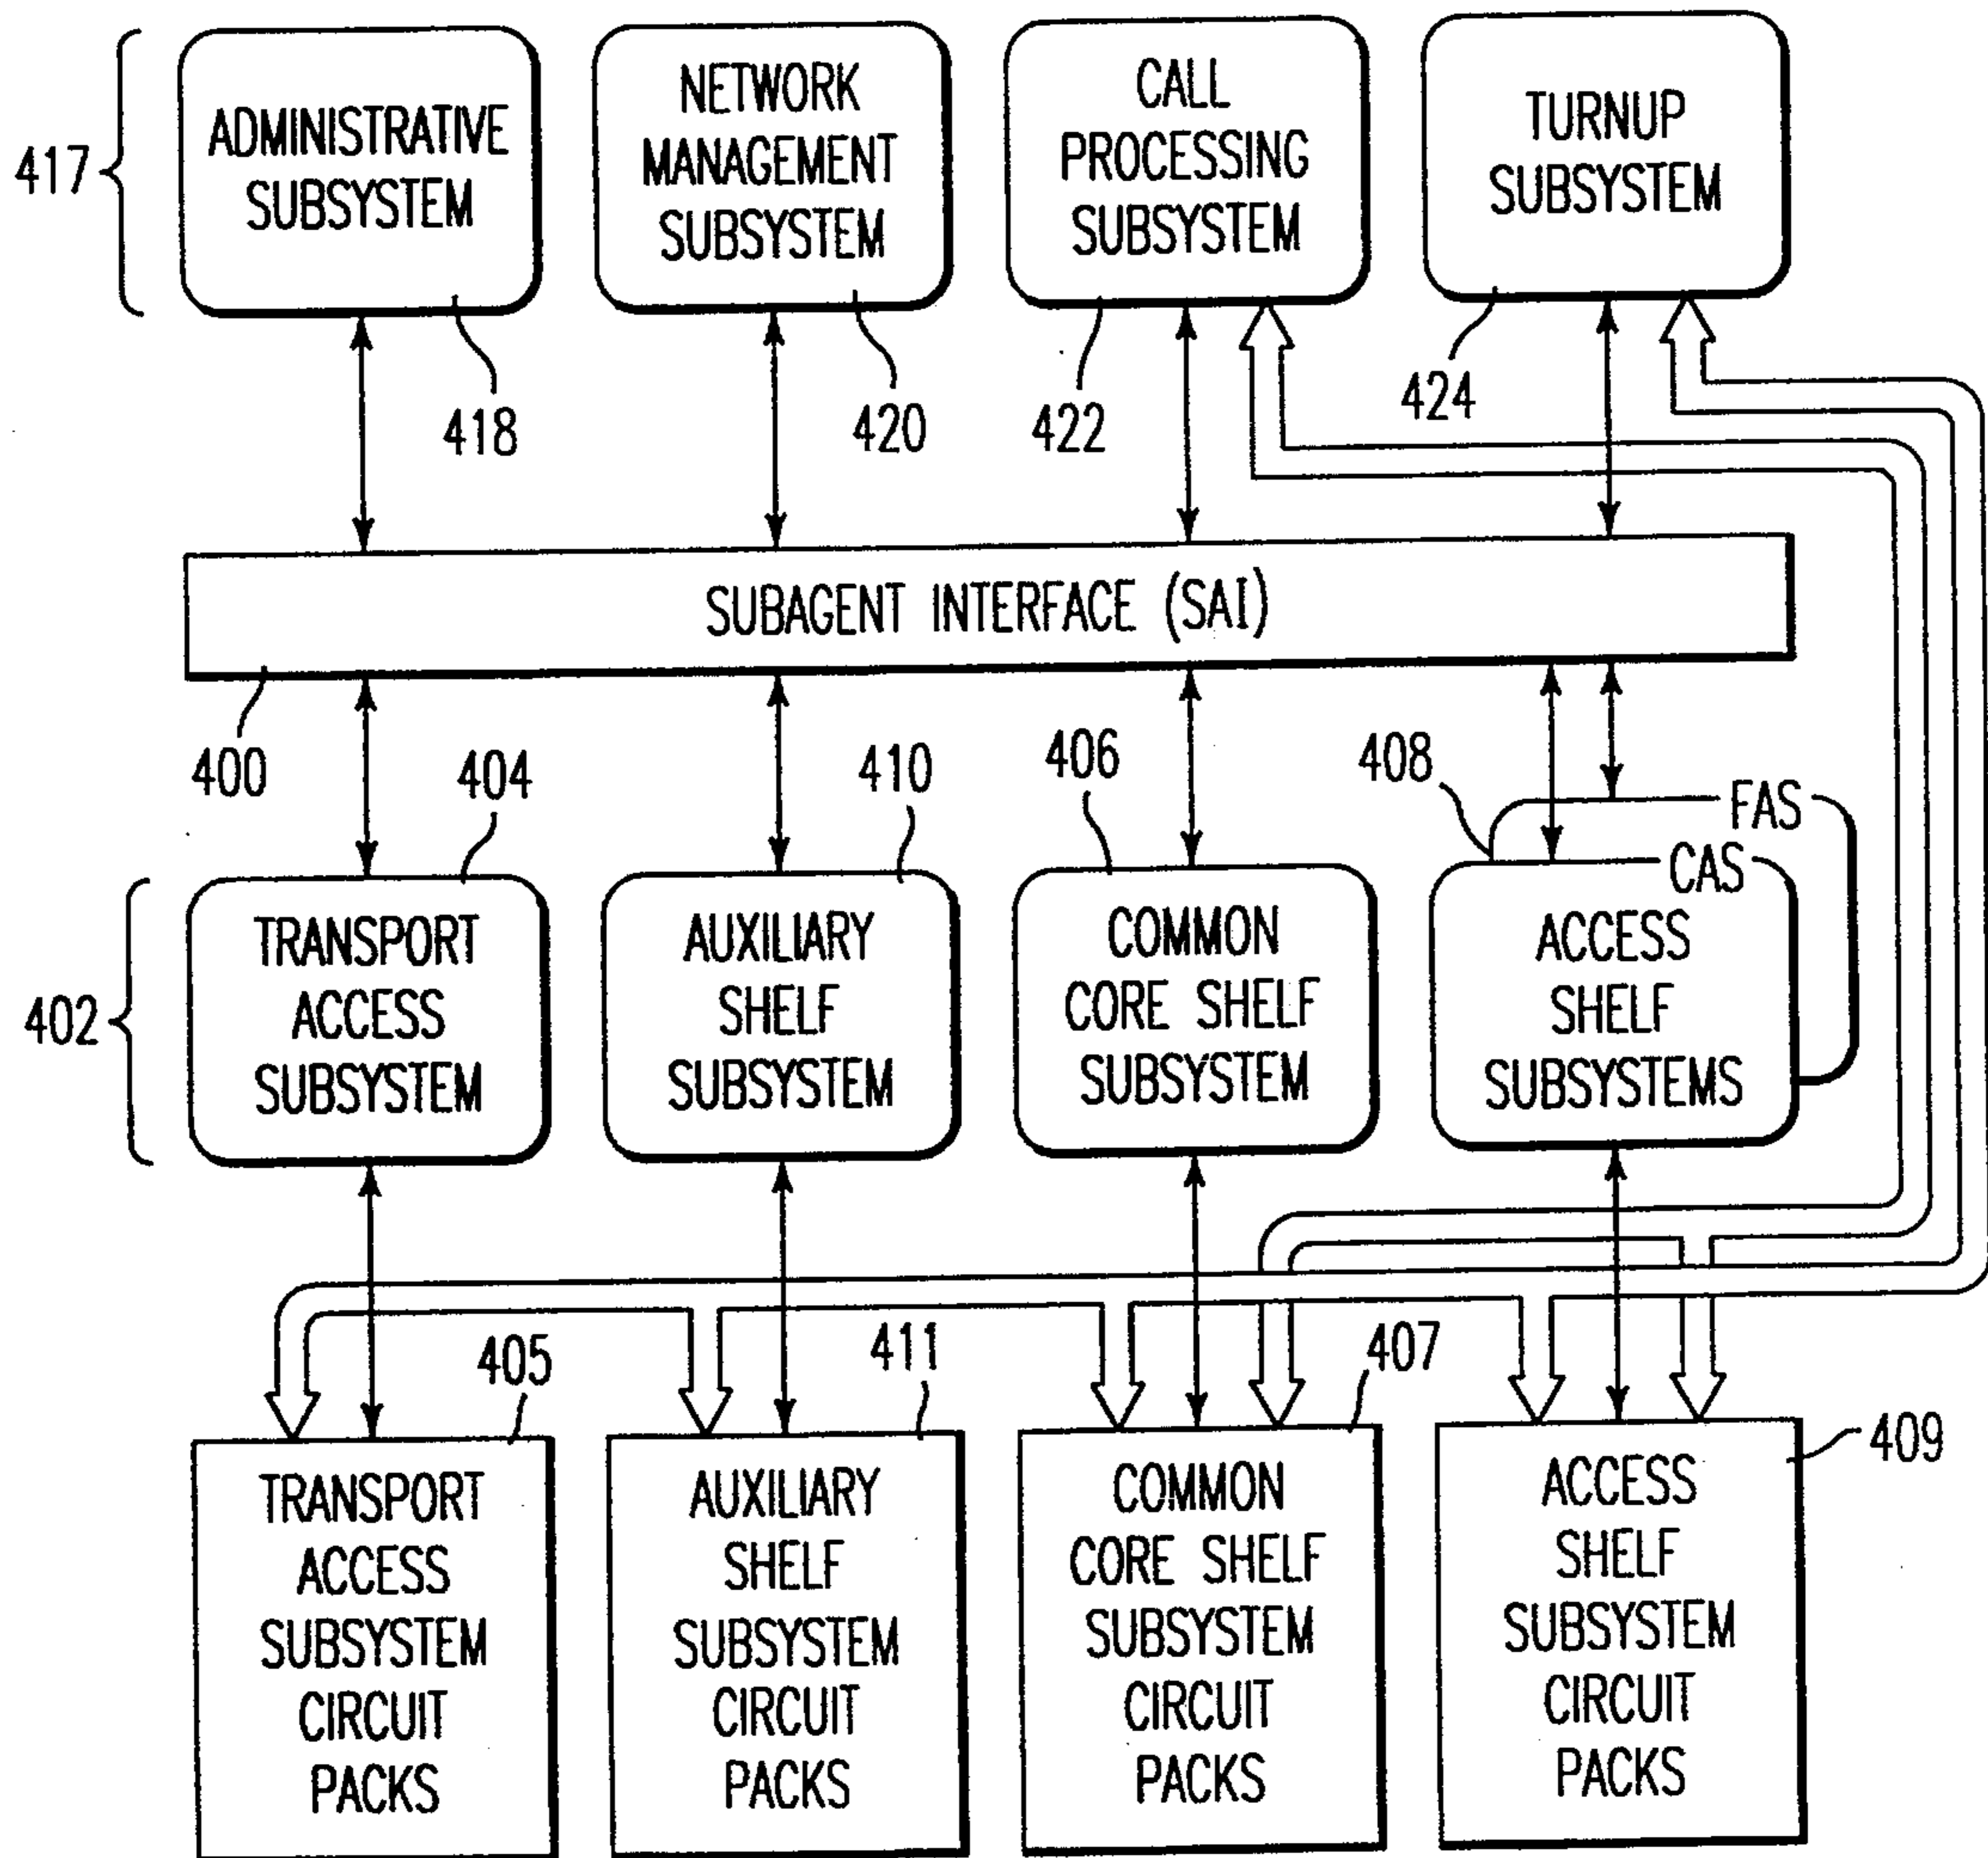 417
ADMINISTRATIVE
SUBSYSTEM
NETWORK
MANAGEMENT
SUBSYSTEM
CALL
PROCESSING
SUBSYSTEM
TURNUP
SUBSYSTEM
418
420
422
424
SUBAGENT INTERFACE (SAI)
400
404
410
406
408
FAS
CAS
402
TRANSPORT
ACCESS
SUBSYSTEM
AUXILIARY
SHELF
SUBSYSTEM
COMMON
CORE SHELF
SUBSYSTEM
ACCESS
SHELF
SUBSYSTEMS
405
411
407
409
TRANSPORT
ACCESS
SUBSYSTEM
CIRCUIT
PACKS
AUXILIARY
SHELF
SUBSYSTEM
CIRCUIT
PACKS
COMMON
CORE SHELF
SUBSYSTEM
CIRCUIT
PACKS
ACCESS
SHELF
SUBSYSTEM
CIRCUIT
PACKS